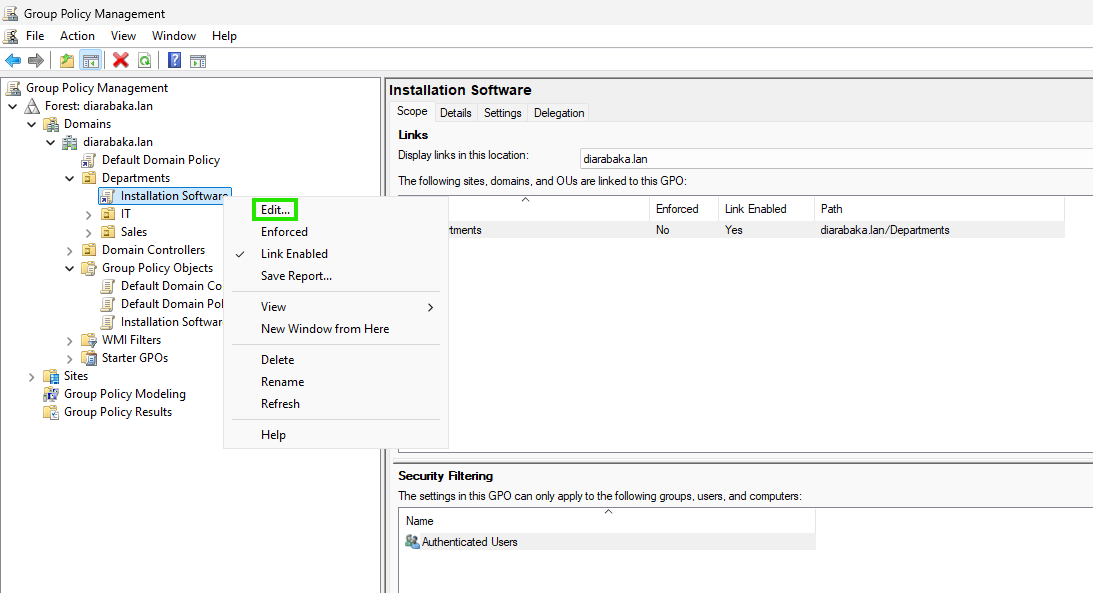 Group Policy Management
File Action View Window Help
Group Policy Management
Forest: diarabaka.lan
Domains
diarabaka.lan
Default Domain Policy
Departments
Installation Software
IT
Sales
Domain Controllers
Group Policy Objects
Default Domain Co
Default Domain Pol
Installation Softwar
WMI Filters
Starter GPOs
Sites
Group Policy Modeling
Group Policy Results
Edit...
Enforced
Link Enabled
Save Report...
View
New Window from Here
Delete
Rename
Refresh
Help
Installation Software
Scope Details Settings Delegation
Links
Display links in this location: diarabaka.lan
The following sites, domains, and OUs are linked to this GPO:
Enforced Link Enabled Path
tments No Yes diarabaka.lan/Departments
Security Filtering
The settings in this GPO can only apply to the following groups, users, and computers:
Name
Authenticated Users